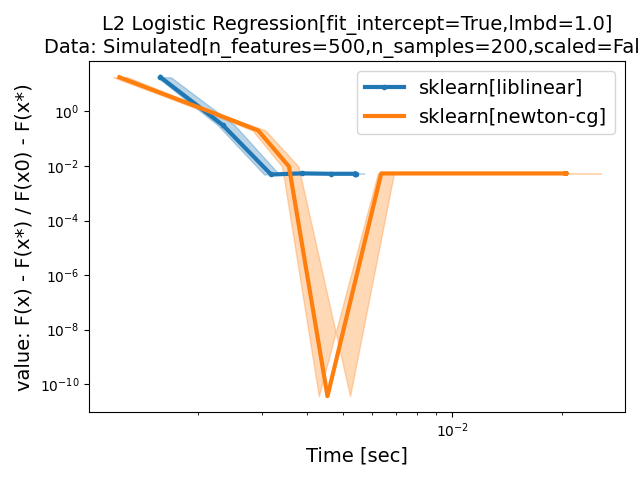 L2 Logistic Regression[fit_intercept=True,lmbd=1.0]
Data: Simulated[n_features=500,n_samples=200,scaled=Fal
sklearn[liblinear]
sklearn[newton-cg]
value: F(x) - F(x*) / F(x0) - F(x*)
10⁰
10⁻²
10⁻⁴
10⁻⁶
10⁻⁸
10⁻¹⁰
10⁻²
Time [sec]